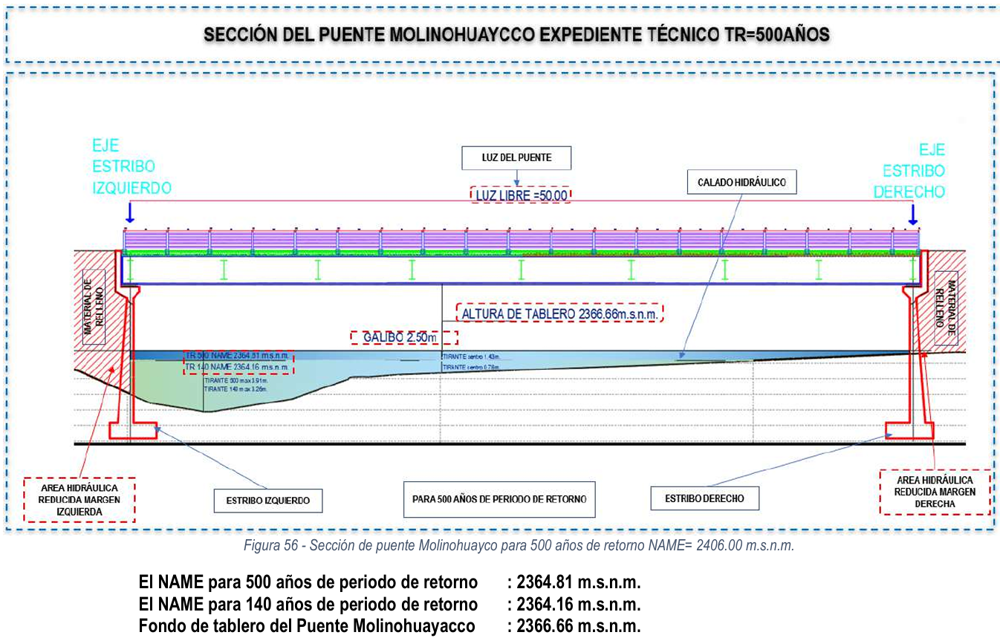 SECCIÓN DEL PUENTE MOLINOHUAYCCO EXPEDIENTE TÉCNICO TR=500AÑOS
EJE
ESTRIBO
IZQUIERDO
LUZ DEL PUENTE
LUZ LIBRE =50.00
CALADO HIDRÁULICO
EJE
ESTRIBO
DERECHO
MATERIAL DE
RELLENO
ALTURA DE TABLERO 2366.66m.s.n.m.
GALIBO 2.50m
MATERIAL DE
RELLENO
TR 500 NAME 2364.81 m.s.n.m.
TR 140 NAME 2364.16 m.s.n.m.
TIRANTE 500 max 3.91m.
TIRANTE 140 max 3.26m.
TIRANTE centro 1.43m.
TIRANTE centro 0.78m.
AREA HIDRÁULICA
REDUCIDA MARGEN
IZQUIERDA
ESTRIBO IZQUIERDO
PARA 500 AÑOS DE PERIODO DE RETORNO
ESTRIBO DERECHO
AREA HIDRÁULICA
REDUCIDA MARGEN
DERECHA
Figura 56 - Sección de puente Molinohuayco para 500 años de retorno NAME= 2406.00 m.s.n.m.
El NAME para 500 años de periodo de retorno : 2364.81 m.s.n.m.
El NAME para 140 años de periodo de retorno : 2364.16 m.s.n.m.
Fondo de tablero del Puente Molinohuayacco : 2366.66 m.s.n.m.